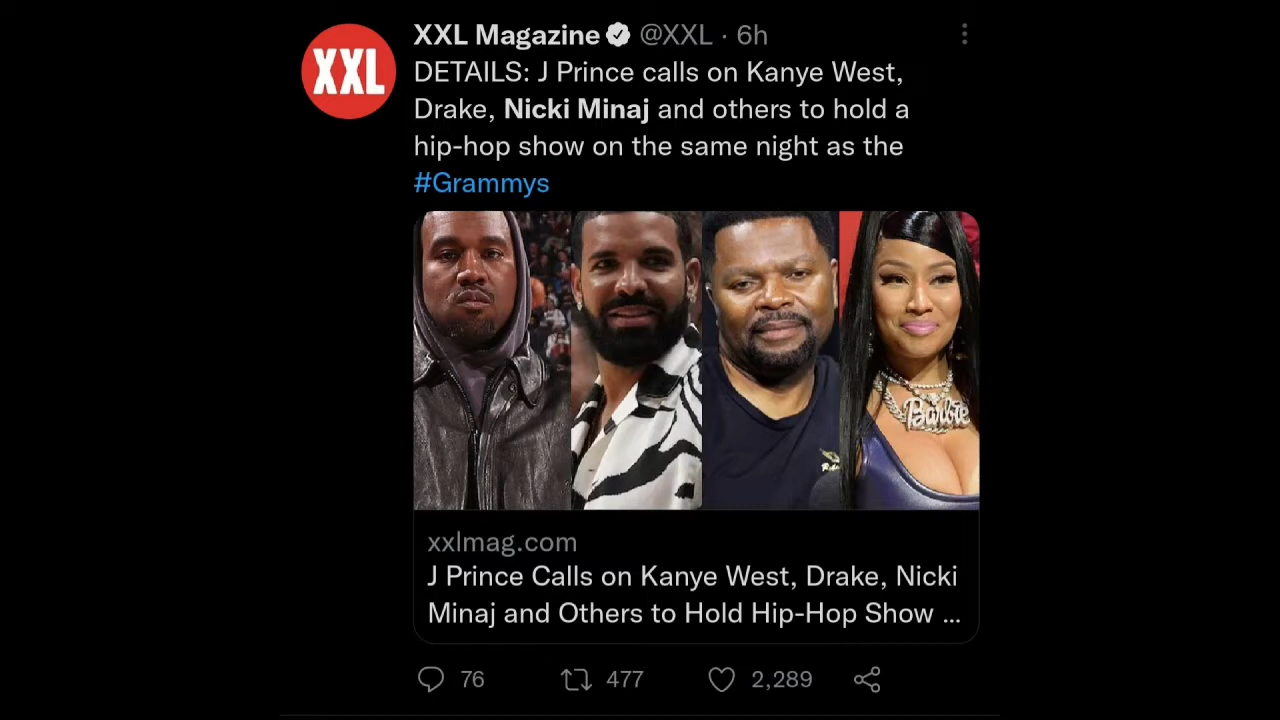 XXL
XXL Magazine @XXL · 6h
DETAILS: J Prince calls on Kanye West,
Drake, Nicki Minaj and others to hold a
hip-hop show on the same night as the
#Grammys
Barbie
xxlmag.com
J Prince Calls on Kanye West, Drake, Nicki
Minaj and Others to Hold Hip-Hop Show ...
76 477 2,289